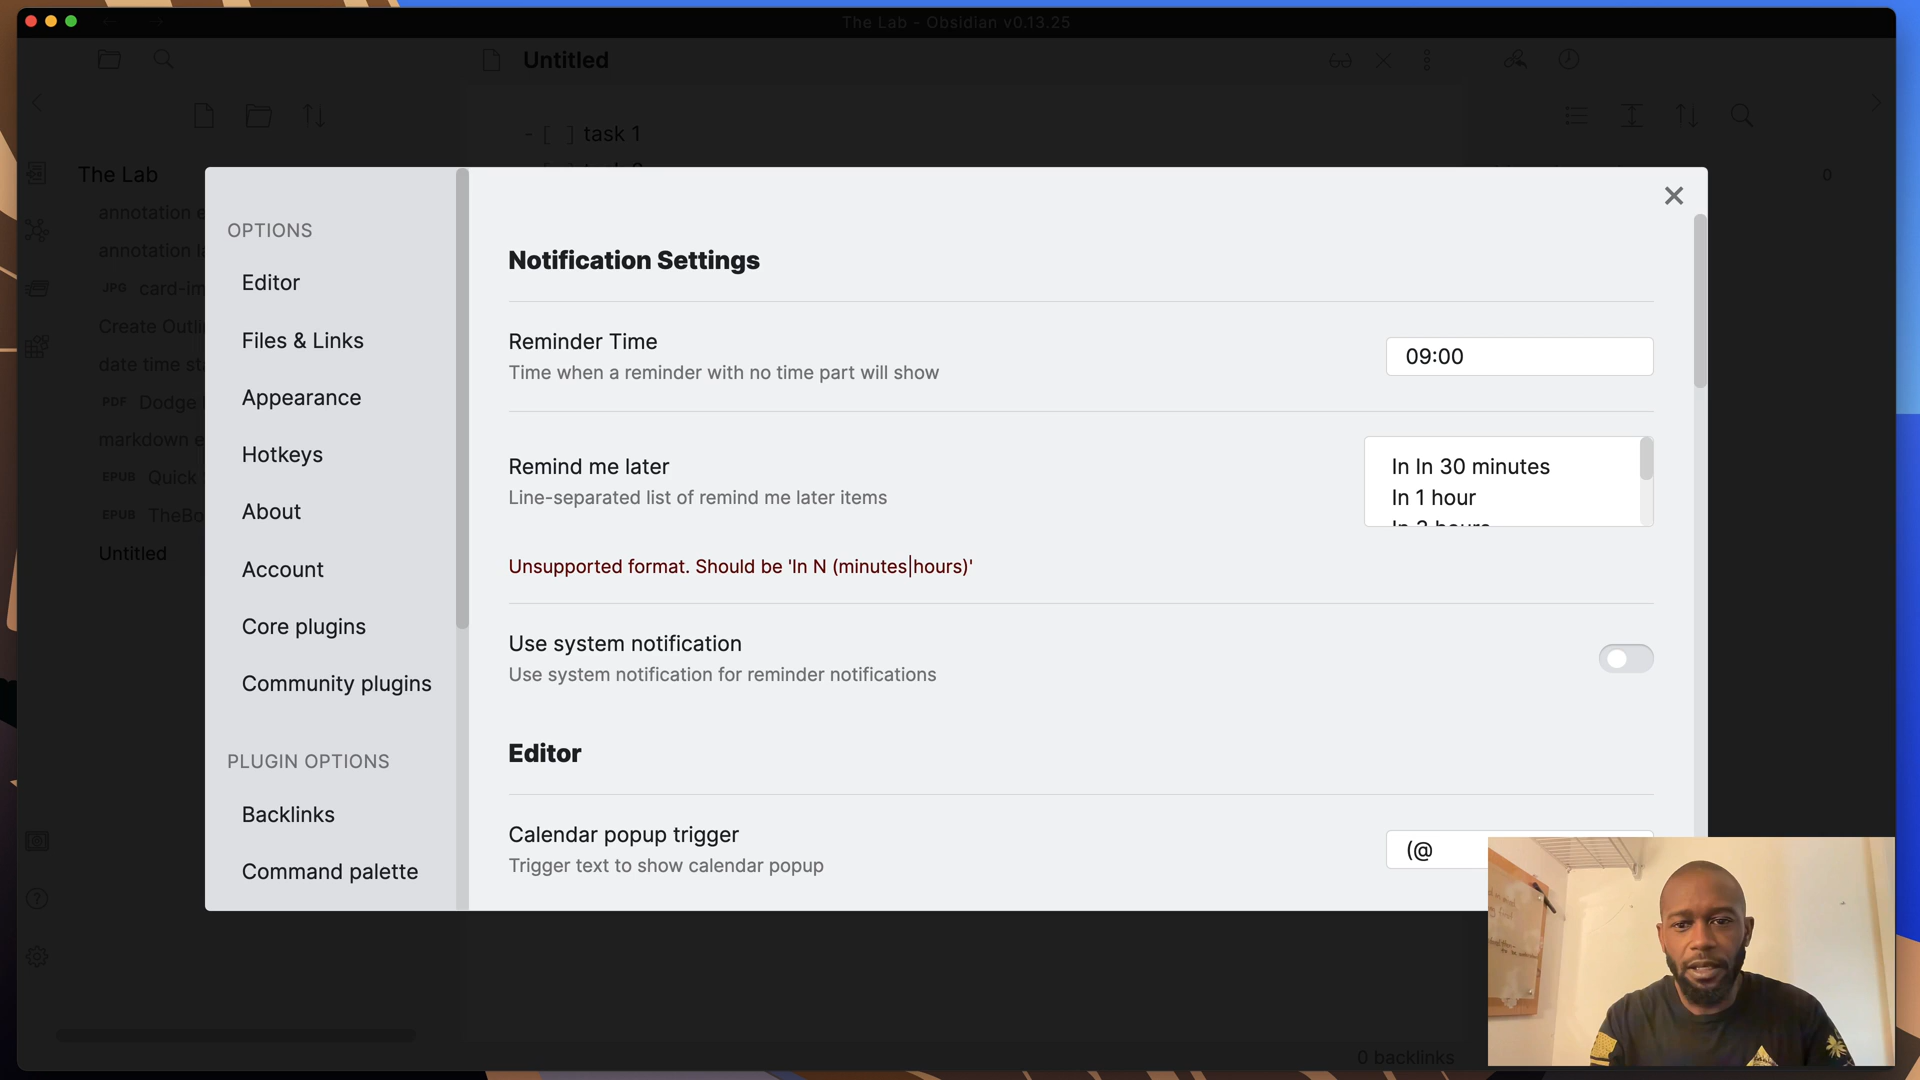 The Lab - Obsidian v0.13.25
Untitled
- [ ] task 1
The Lab
0
annotation e
annotation la
JPG card-im
Create Outli
date time st
PDF Dodge
markdown e
EPUB Quick
EPUB TheBo
Untitled
OPTIONS
Editor
Files & Links
Appearance
Hotkeys
About
Account
Core plugins
Community plugins
PLUGIN OPTIONS
Backlinks
Command palette
Notification Settings
Reminder Time
Time when a reminder with no time part will show
09:00
Remind me later
Line-separated list of remind me later items
In In 30 minutes
In 1 hour
Unsupported format. Should be 'In N (minutes|hours)'
Use system notification
Use system notification for reminder notifications
Editor
Calendar popup trigger
Trigger text to show calendar popup
(@
0 backlinks